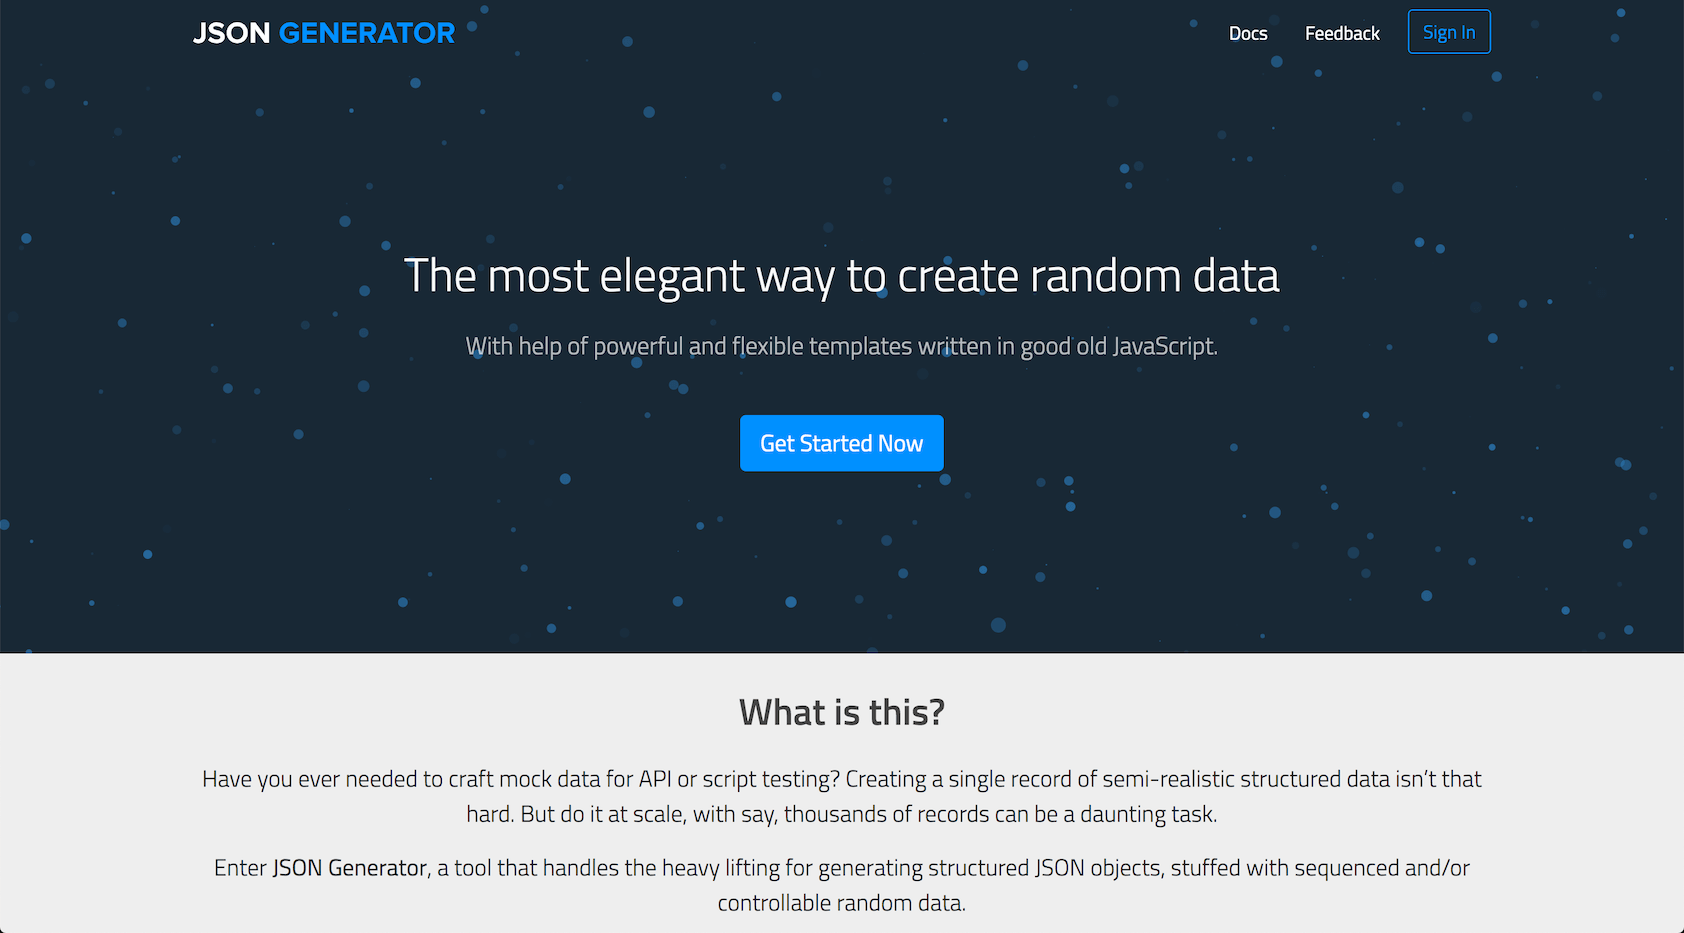 JSON GENERATOR
Docs
Feedback
Sign In
The most elegant way to create random data
With help of powerful and flexible templates written in good old JavaScript.
Get Started Now
What is this?
Have you ever needed to craft mock data for API or script testing? Creating a single record of semi-realistic structured data isn’t that
hard. But do it at scale, with say, thousands of records can be a daunting task.
Enter JSON Generator, a tool that handles the heavy lifting for generating structured JSON objects, stuffed with sequenced and/or
controllable random data.